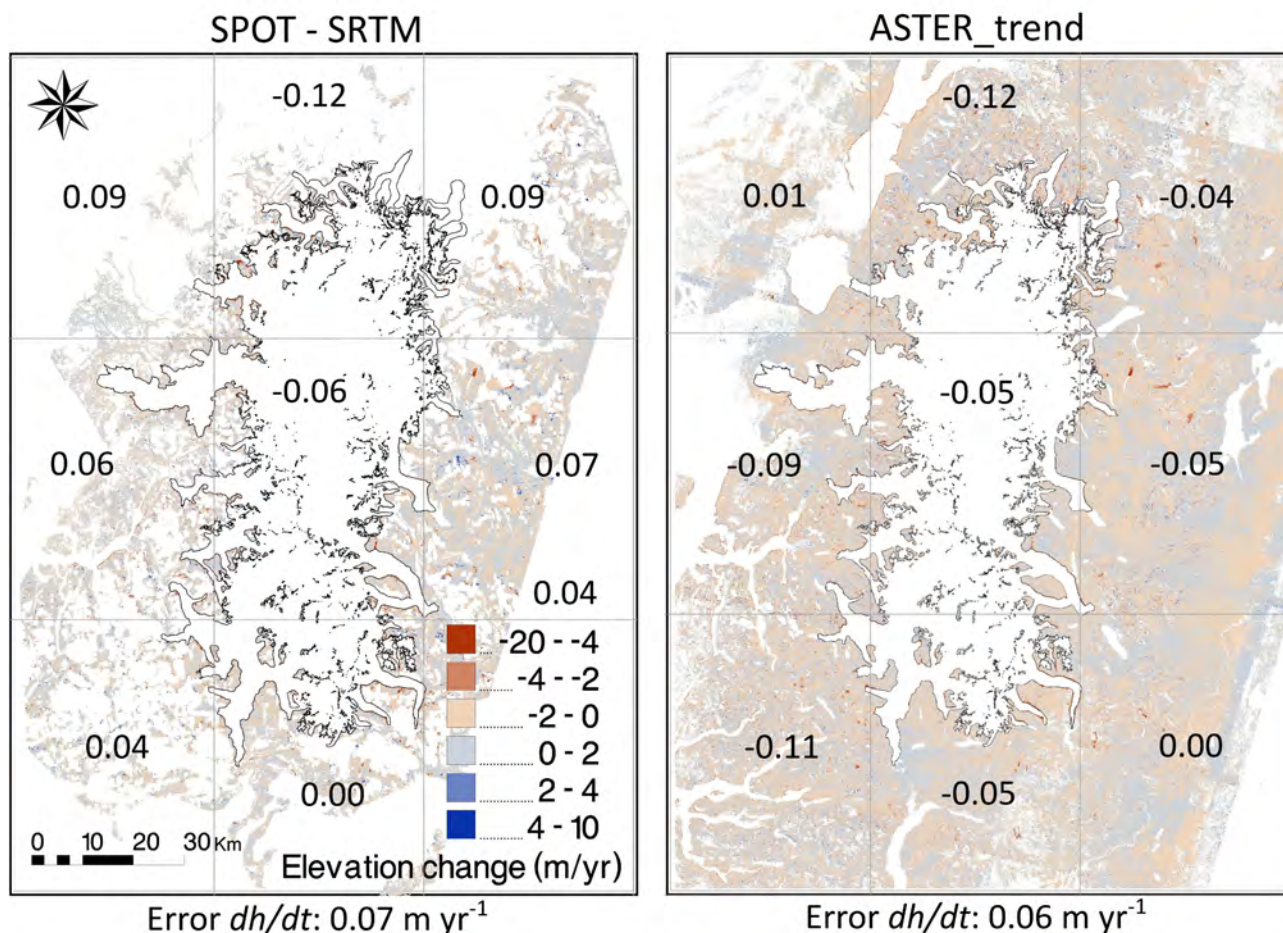 SPOT - SRTM
ASTER_trend
-0.12
0.09
0.09
-0.06
0.06
0.07
0.04
0.04
0.00
-20 - -4
-4 - -2
-2 - 0
0 - 2
2 - 4
4 - 10
0 10 20 30 Km
Elevation change (m/yr)
Error dh/dt: 0.07 m yr⁻¹
-0.12
0.01
-0.04
-0.05
-0.09
-0.05
-0.11
0.00
-0.05
Error dh/dt: 0.06 m yr⁻¹